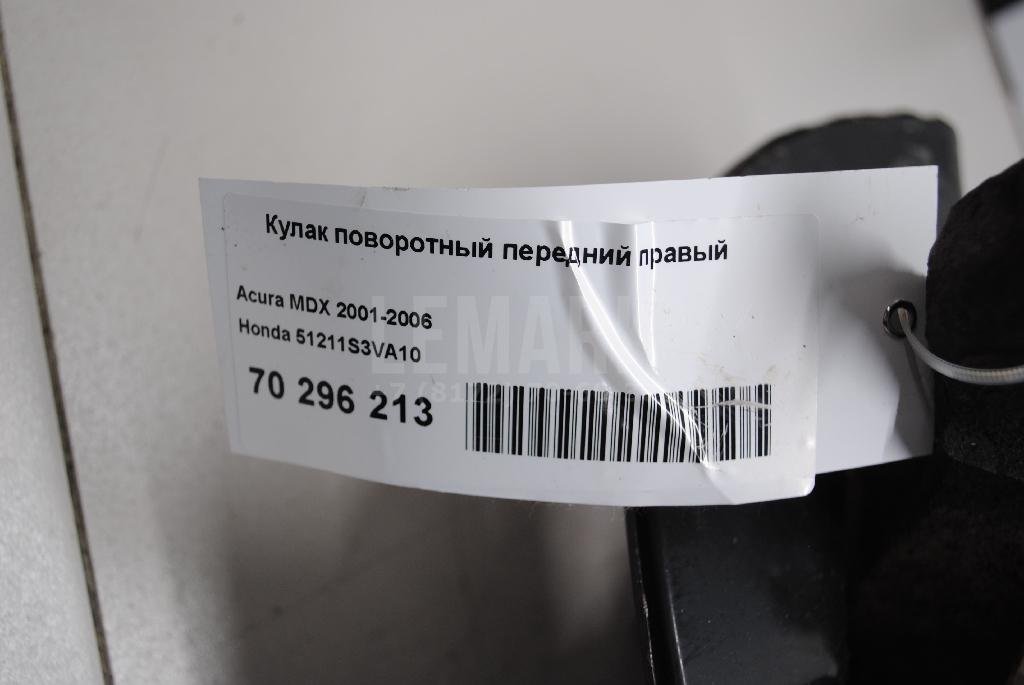 Кулак поворотный передний правый
Acura MDX 2001-2006
Honda 51211S3VA10
70 296 213